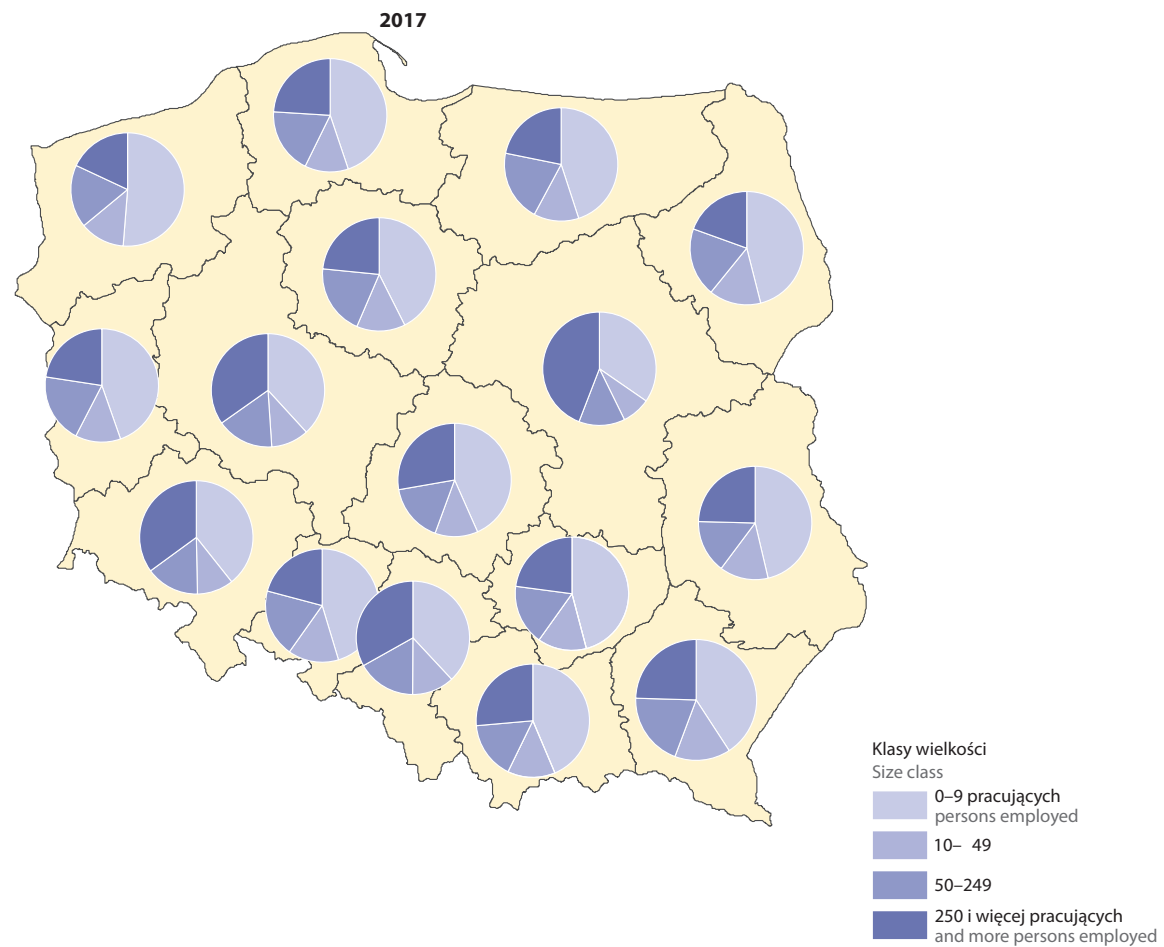 2017
Klasy wielkości
Size class
0–9 pracujących
persons employed
10– 49
50–249
250 i więcej pracujących
and more persons employed